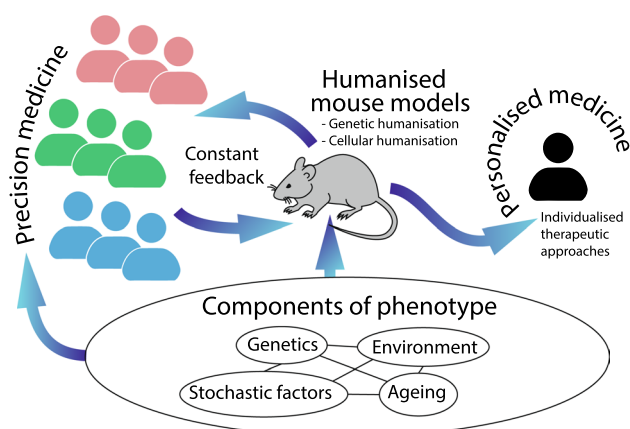 Precision medicine
Humanised
mouse models
- Genetic humanisation
- Cellular humanisation
Constant
feedback
Personalised medicine
Individualised
therapeutic
approaches
Components of phenotype
Genetics
Environment
Stochastic factors
Ageing